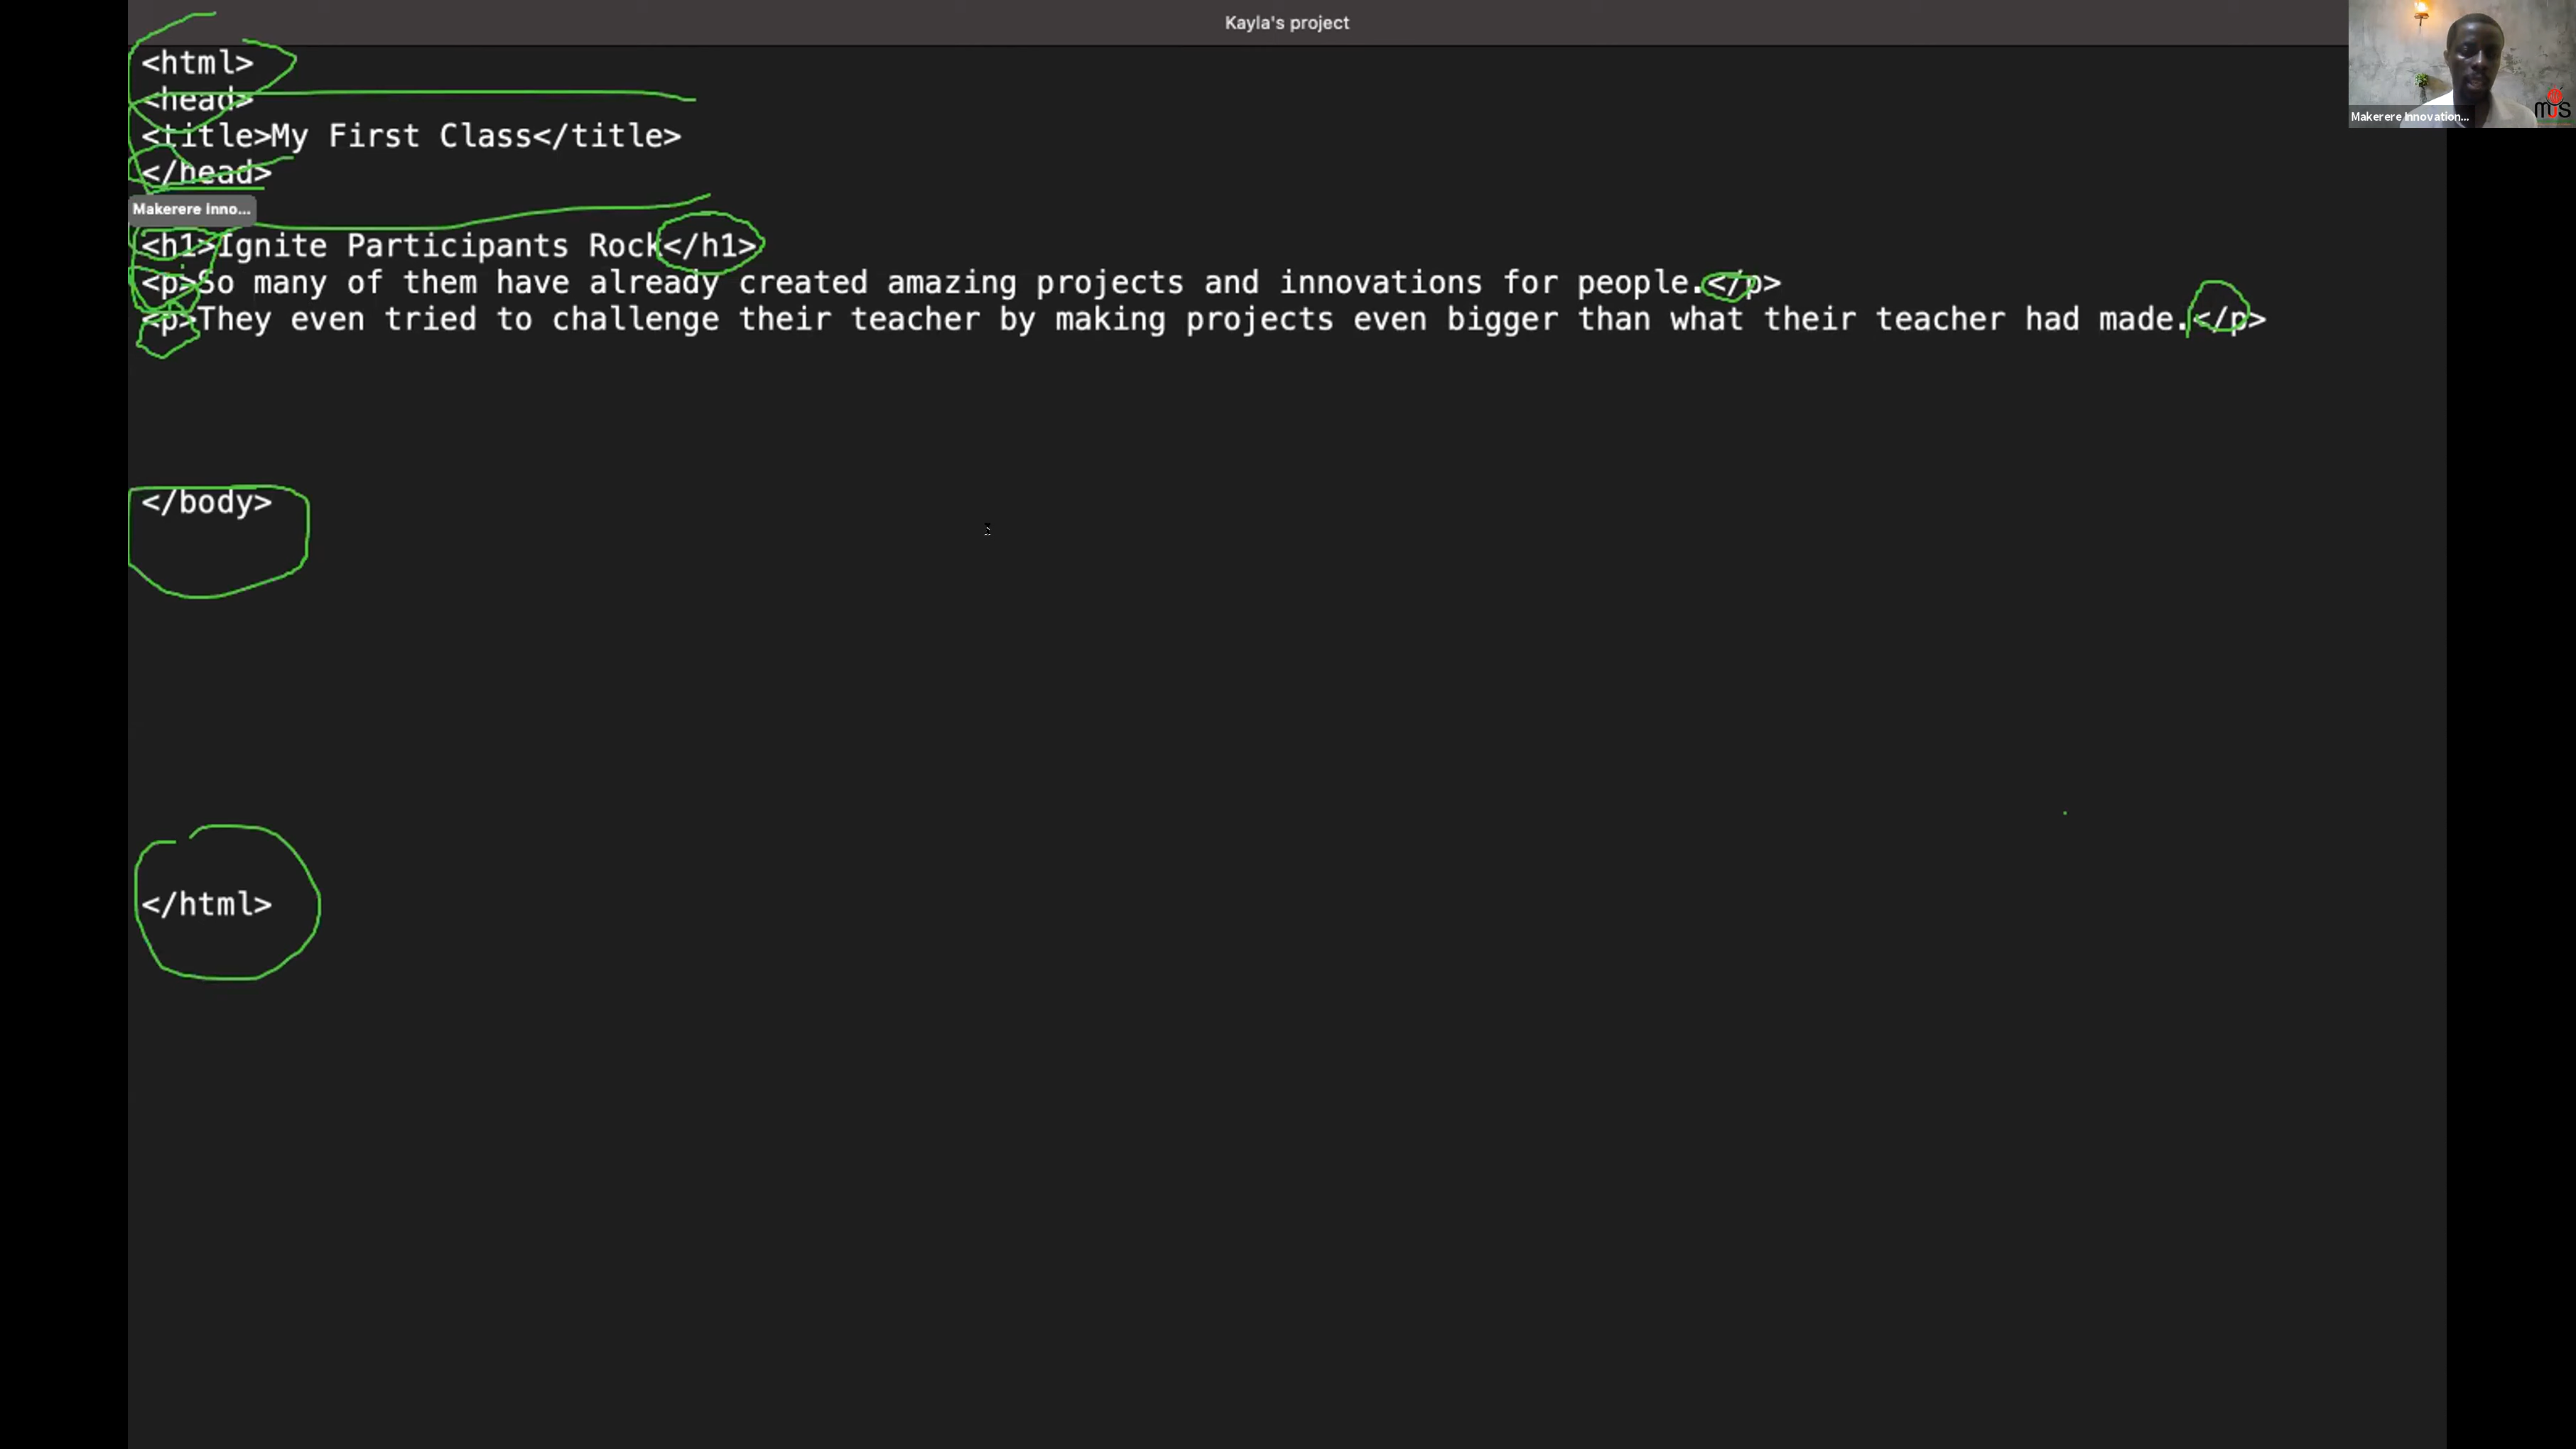 Kayla's project
<html>
<head>
<title>My First Class</title>
</head>
Makerere Inno...
<h1>Ignite Participants Rock</h1>
<p>So many of them have already created amazing projects and innovations for people.</p>
<p>They even tried to challenge their teacher by making projects even bigger than what their teacher had made.</p>
</body>
</html>
Makerere Innovation...